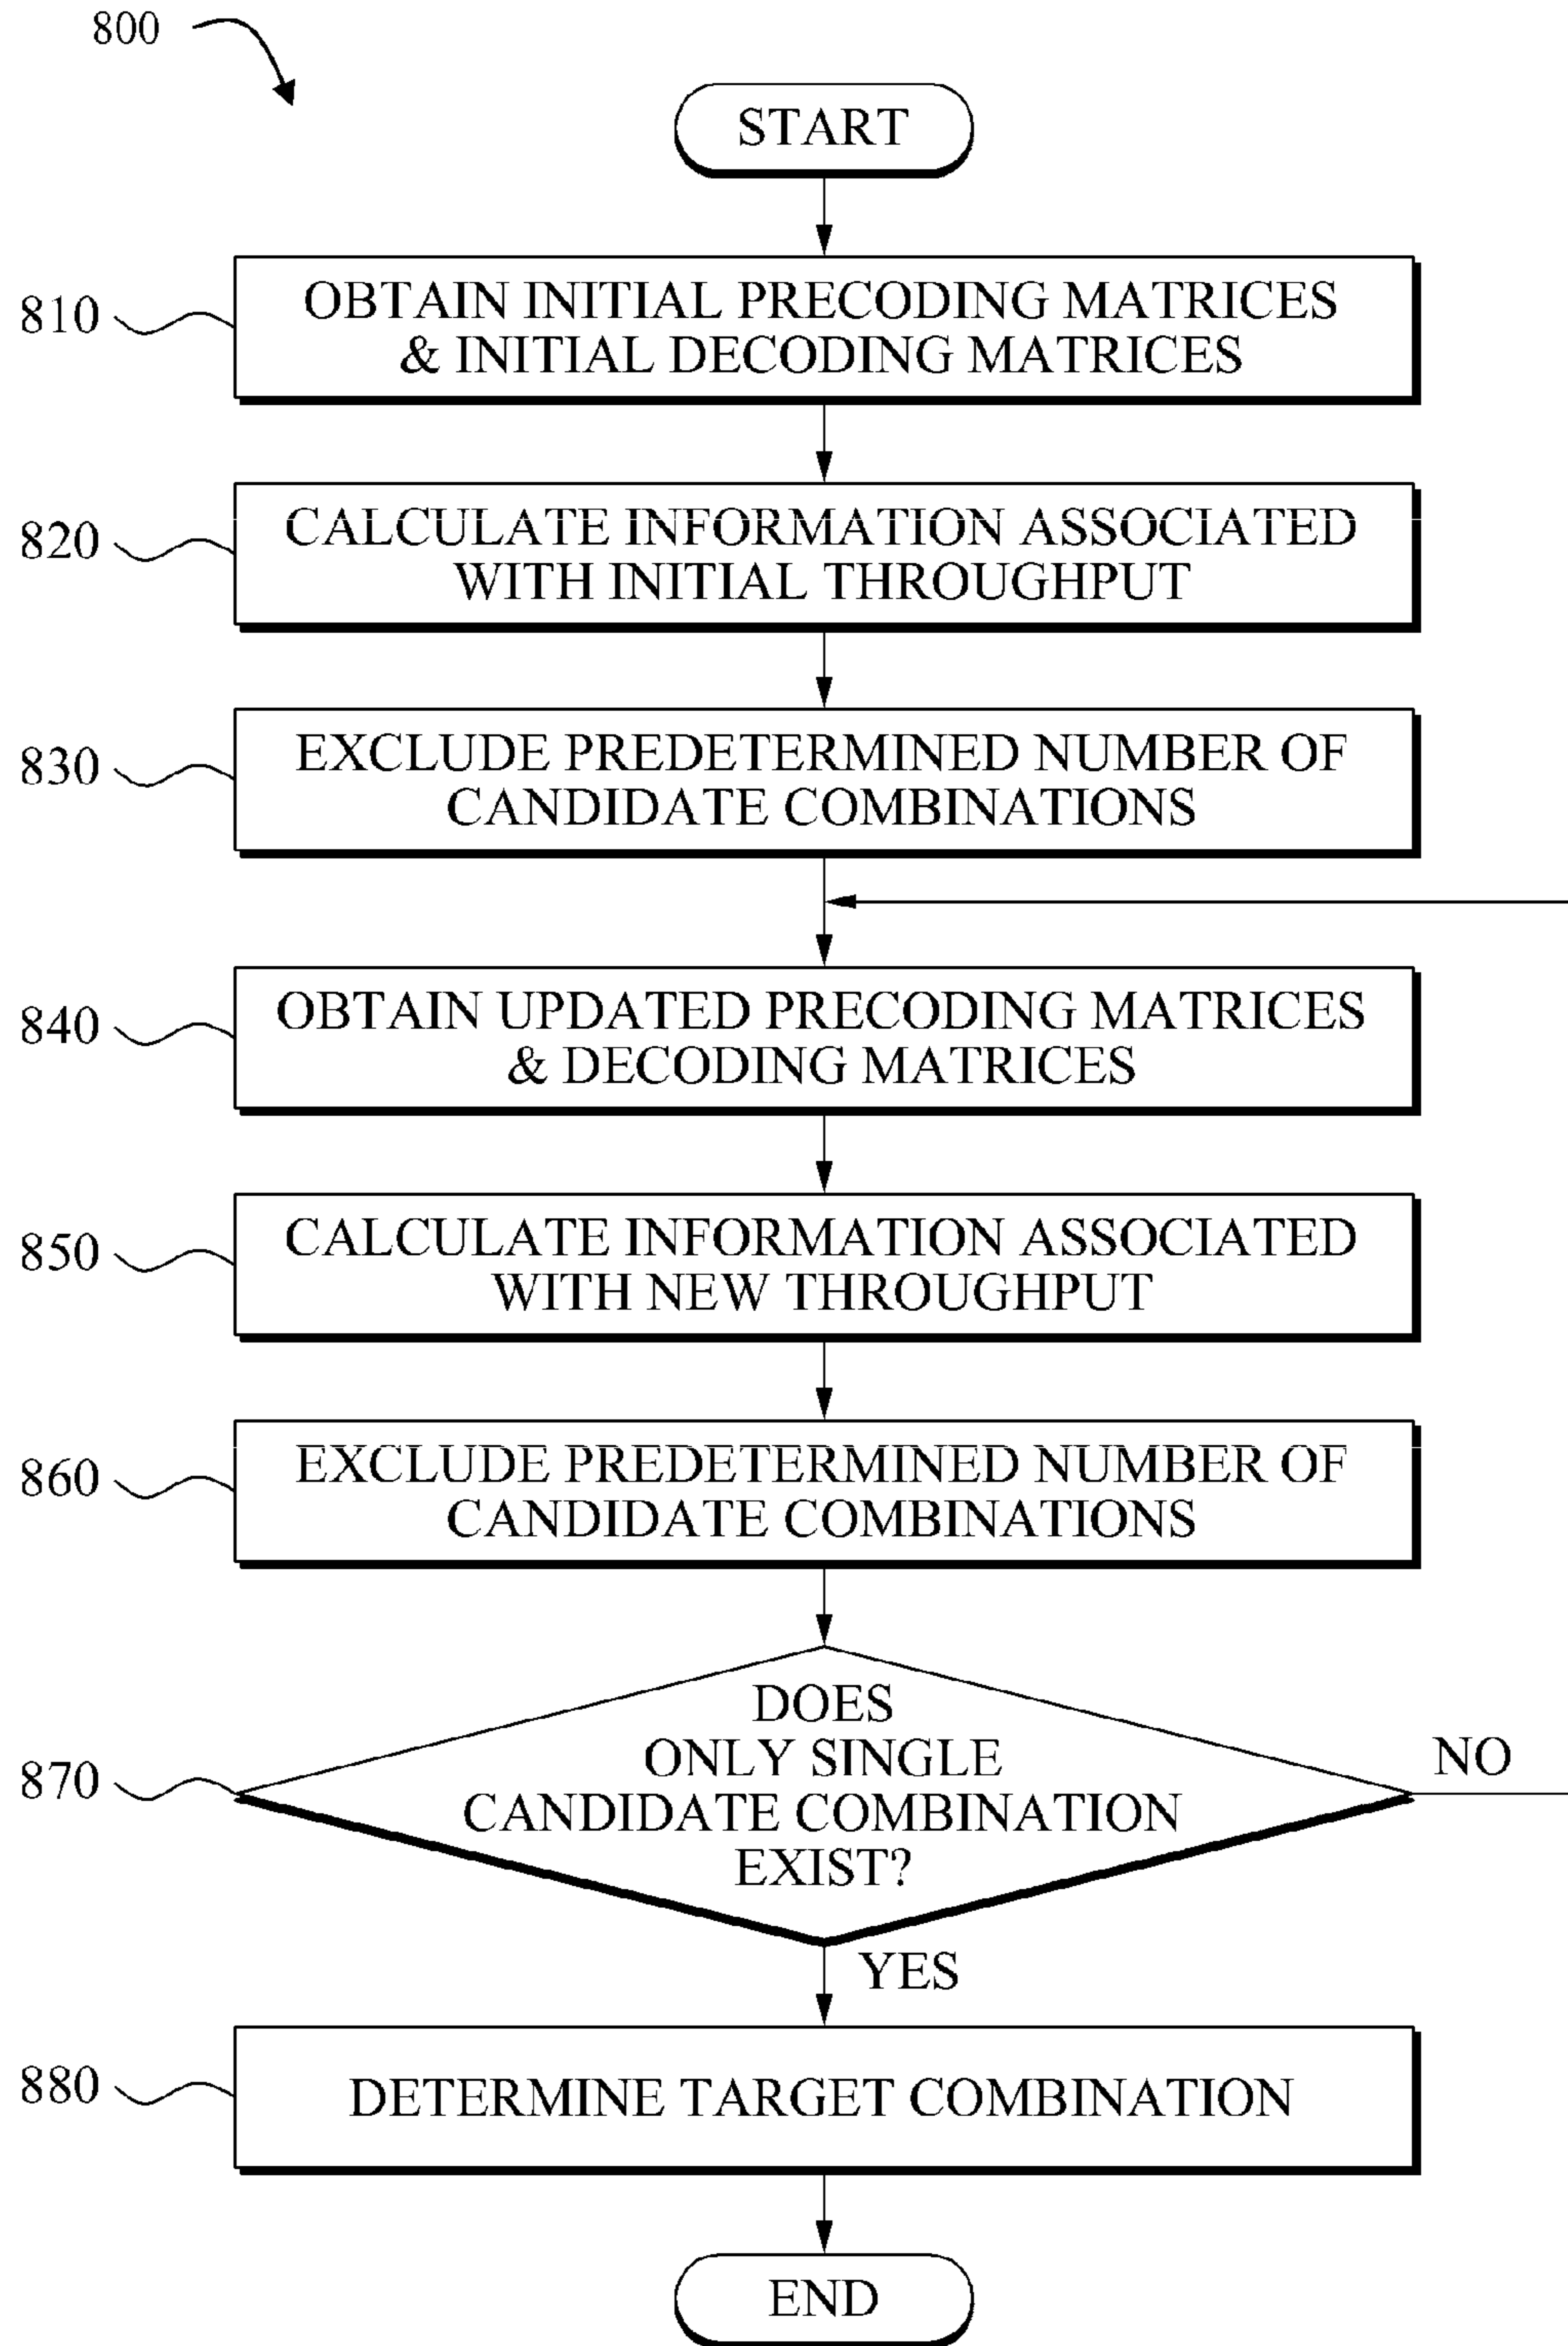 800
START
810
OBTAIN INITIAL PRECODING MATRICES
& INITIAL DECODING MATRICES
820
CALCULATE INFORMATION ASSOCIATED
WITH INITIAL THROUGHPUT
830
EXCLUDE PREDETERMINED NUMBER OF
CANDIDATE COMBINATIONS
840
OBTAIN UPDATED PRECODING MATRICES
& DECODING MATRICES
850
CALCULATE INFORMATION ASSOCIATED
WITH NEW THROUGHPUT
860
EXCLUDE PREDETERMINED NUMBER OF
CANDIDATE COMBINATIONS
870
DOES
ONLY SINGLE
CANDIDATE COMBINATION
EXIST?
NO
YES
880
DETERMINE TARGET COMBINATION
END